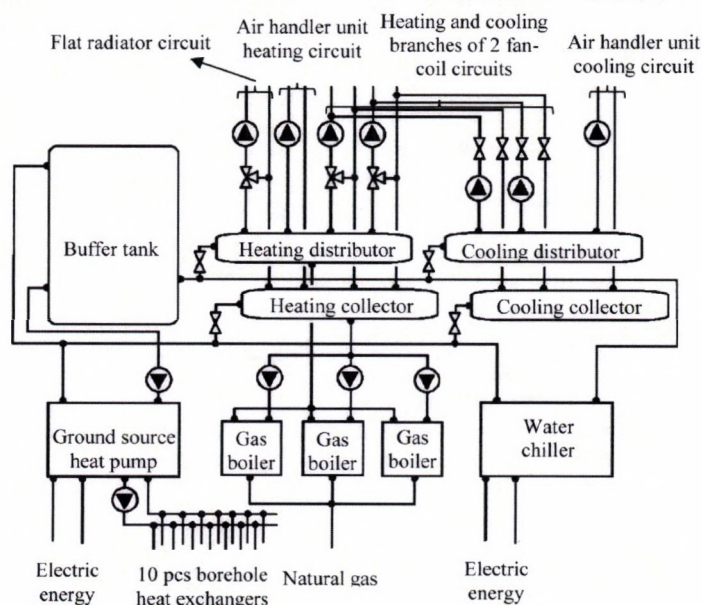 Flat radiator circuit
Air handler unit
heating circuit
Heating and cooling
branches of 2 fan-
coil circuits
Air handler unit
cooling circuit
Buffer tank
Heating distributor
Cooling distributor
Heating collector
Cooling collector
Ground source
heat pump
Gas
boiler
Gas
boiler
Gas
boiler
Water
chiller
Electric
energy
10 pcs borehole
heat exchangers
Natural gas
Electric
energy